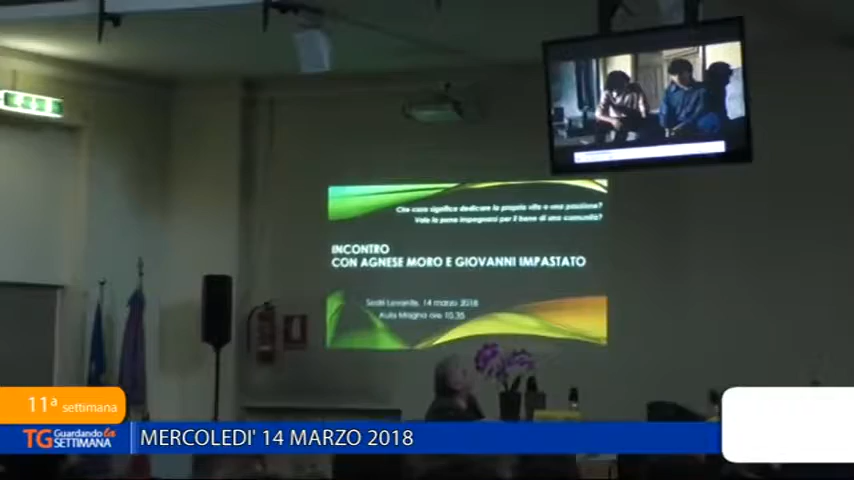 Che cosa significa dedicare la propria vita a una passione?
Vale la pena impegnarsi per il bene di una comunità?
INCONTRO
CON AGNESE MORO E GIOVANNI IMPASTATO
Sestri Levante, 14 marzo 2018
Aula Magna ore 15.35
11ª settimana
TG Guardando la SETTIMANA
MERCOLEDI' 14 MARZO 2018